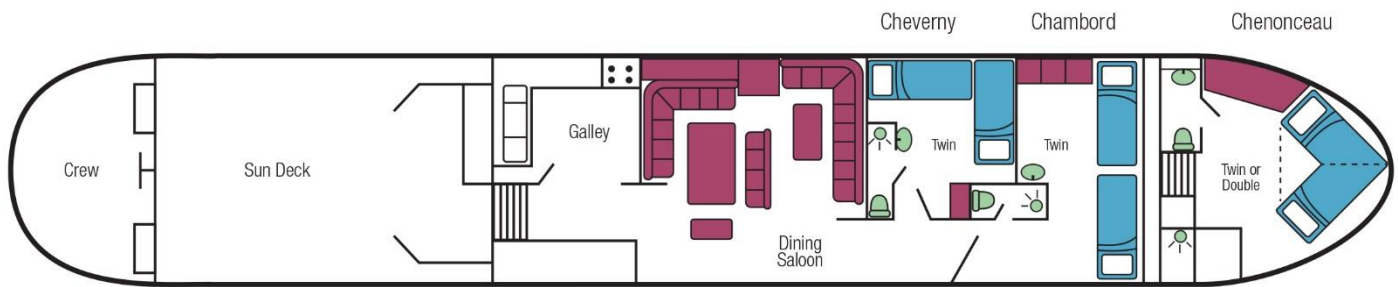 Cheverny
Chambord
Chenonceau
Crew
Sun Deck
Galley
Dining
Saloon
Twin
Twin
Twin or
Double